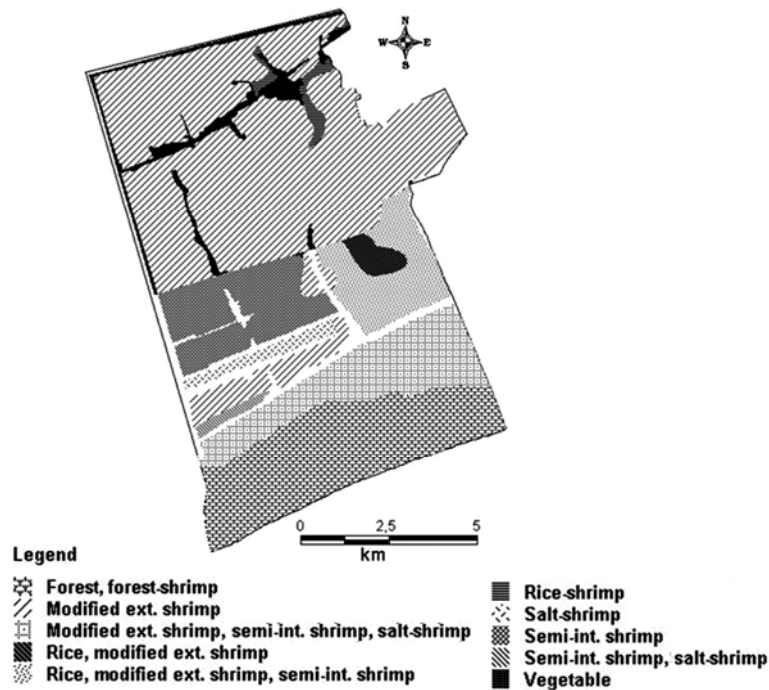 N
W E
S
0 2,5 5
km
Legend
Forest, forest-shrimp
Modified ext. shrimp
Modified ext. shrimp, semi-int. shrimp, salt-shrimp
Rice, modified ext. shrimp
Rice, modified ext. shrimp, semi-int. shrimp
Rice-shrimp
Salt-shrimp
Semi-int. shrimp
Semi-int. shrimp, salt-shrimp
Vegetable